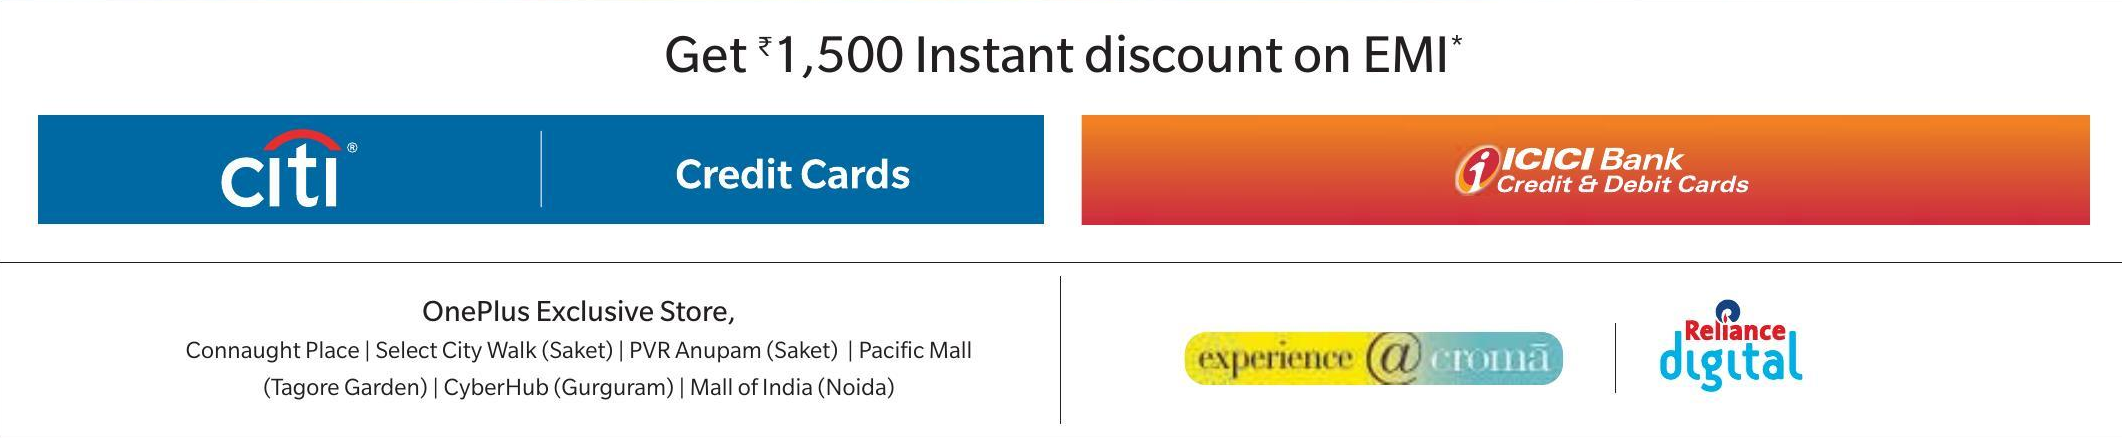 Get ₹1,500 Instant discount on EMI*
citi®
Credit Cards
ICICI Bank
Credit & Debit Cards
OnePlus Exclusive Store,
Connaught Place | Select City Walk (Saket) | PVR Anupam (Saket) | Pacific Mall
(Tagore Garden) | CyberHub (Gurguram) | Mall of India (Noida)
experience @ cromā
Reliance
digital